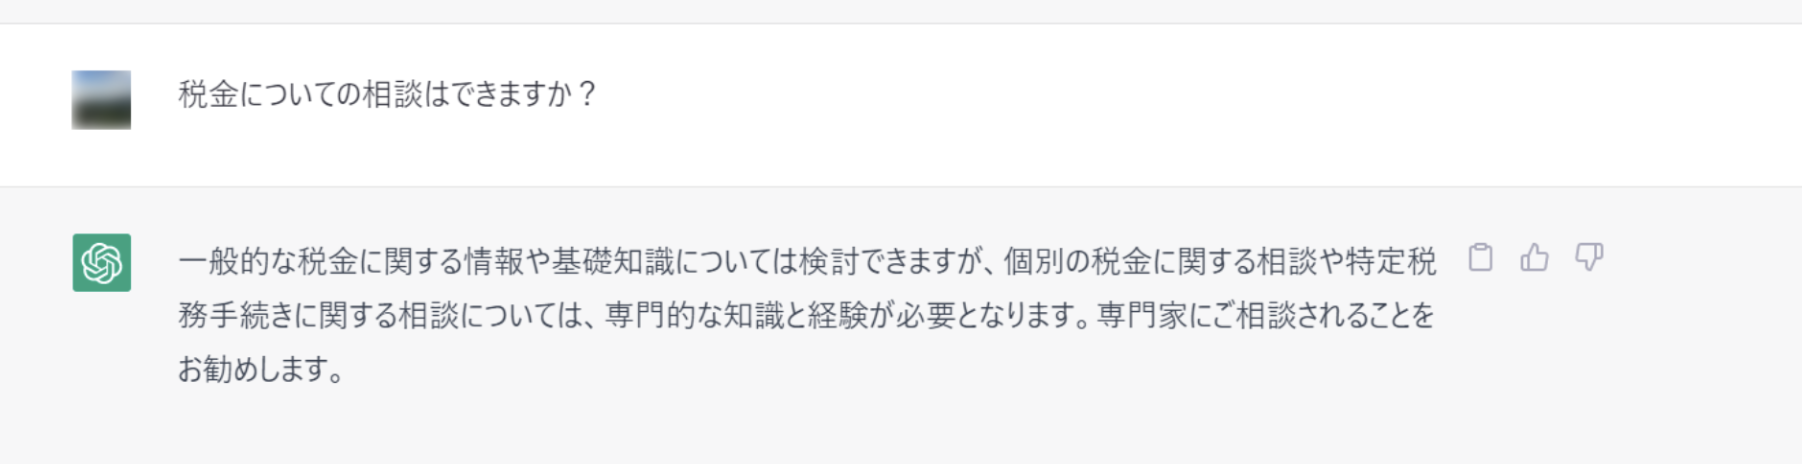 税金についての相談はできますか？
一般的な税金に関する情報や基礎知識については検討できますが、個別の税金に関する相談や特定税
務手続きに関する相談については、専門的な知識と経験が必要となります。専門家にご相談されることを
お勧めします。